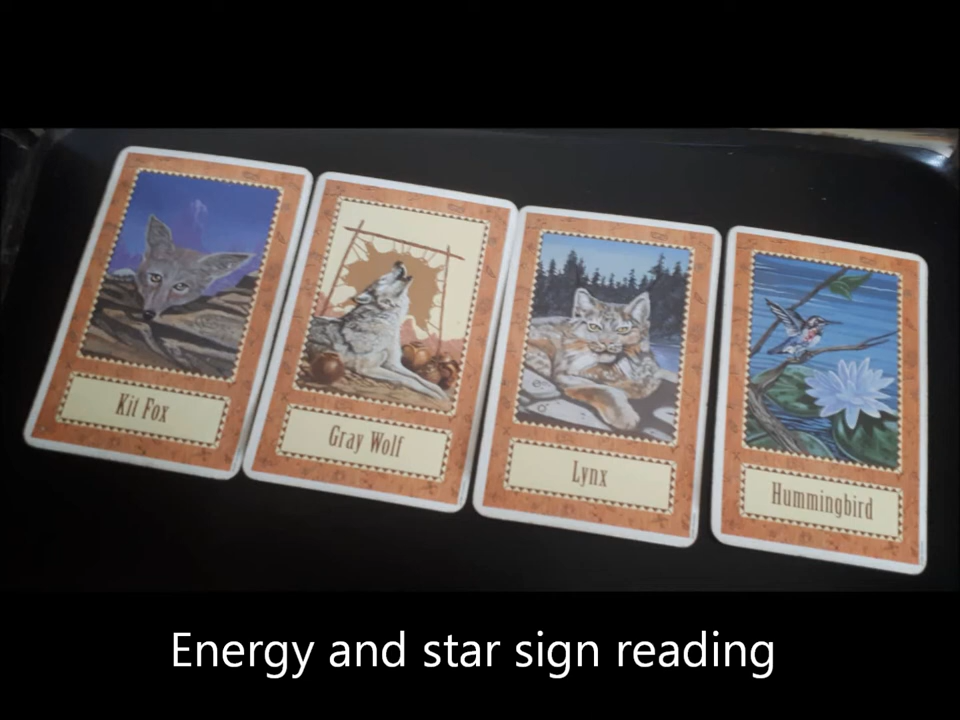 Kit Fox
Gray Wolf
Lynx
Hummingbird
Energy and star sign reading